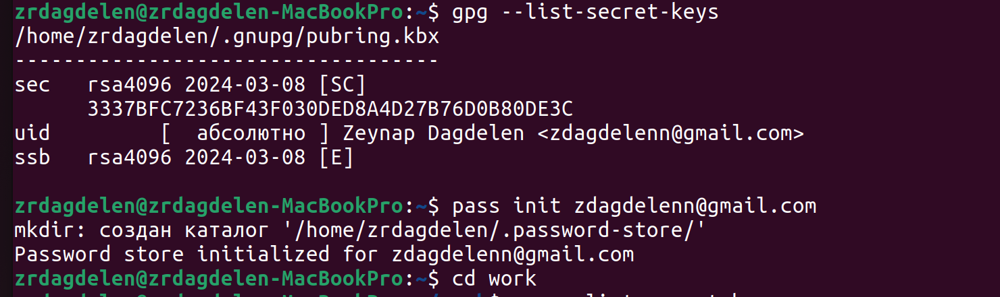 zrdagdelen@zrdagdelen-MacBookPro:~$ gpg --list-secret-keys
/home/zrdagdelen/.gnupg/pubring.kbx
-----------------------------------
sec   rsa4096 2024-03-08 [SC]
      3337BFC7236BF43F030DED8A4D27B76D0B80DE3C
uid         [  абсолютно ] Zeynap Dagdelen <zdagdelenn@gmail.com>
ssb   rsa4096 2024-03-08 [E]
zrdagdelen@zrdagdelen-MacBookPro:~$ pass init zdagdelenn@gmail.com
mkdir: создан каталог '/home/zrdagdelen/.password-store/'
Password store initialized for zdagdelenn@gmail.com
zrdagdelen@zrdagdelen-MacBookPro:~$ cd work